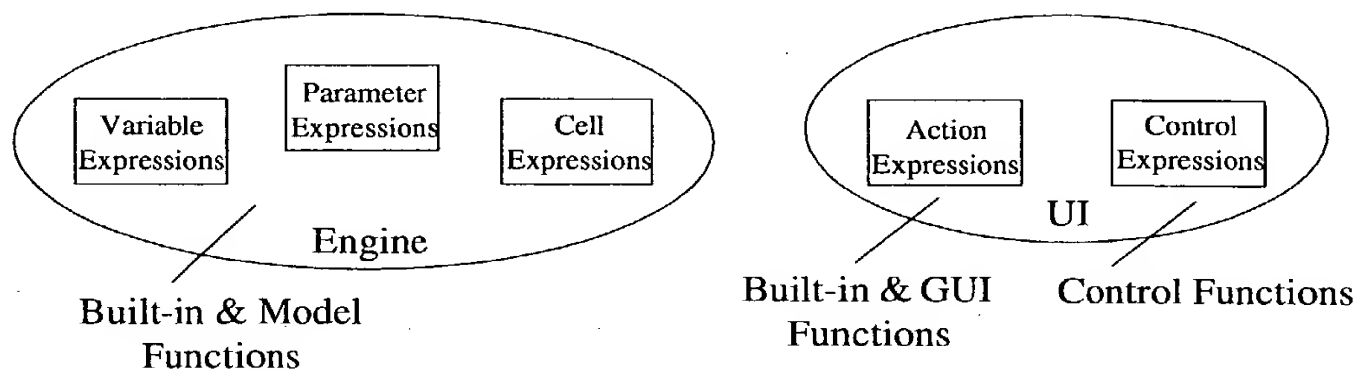 Variable
Expressions
Parameter
Expressions
Cell
Expressions
Engine
Built-in & Model
Functions
Action
Expressions
Control
Expressions
UI
Built-in & GUI
Functions
Control Functions